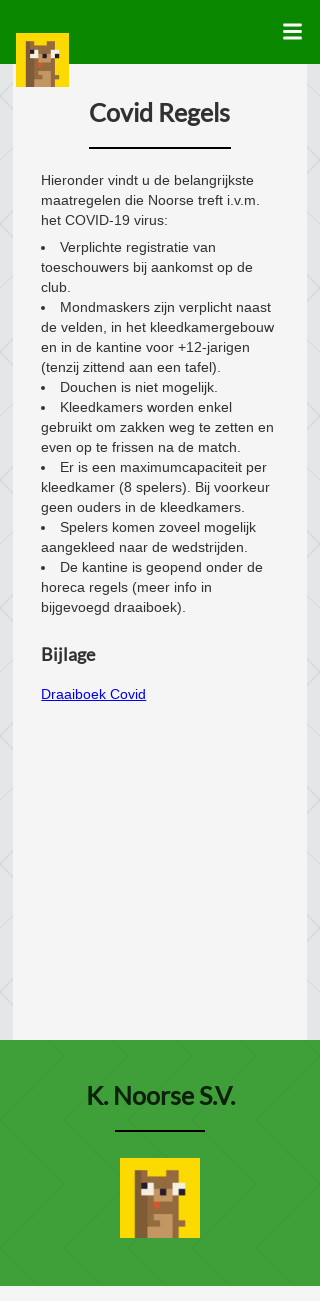 Covid Regels
Hieronder vindt u de belangrijkste
maatregelen die Noorse treft i.v.m.
het COVID-19 virus:
• Verplichte registratie van
toeschouwers bij aankomst op de
club.
• Mondmaskers zijn verplicht naast
de velden, in het kleedkamergebouw
en in de kantine voor +12-jarigen
(tenzij zittend aan een tafel).
• Douchen is niet mogelijk.
• Kleedkamers worden enkel
gebruikt om zakken weg te zetten en
even op te frissen na de match.
• Er is een maximumcapaciteit per
kleedkamer (8 spelers). Bij voorkeur
geen ouders in de kleedkamers.
• Spelers komen zoveel mogelijk
aangekleed naar de wedstrijden.
• De kantine is geopend onder de
horeca regels (meer info in
bijgevoegd draaiboek).
Bijlage
Draaiboek Covid
K. Noorse S.V.